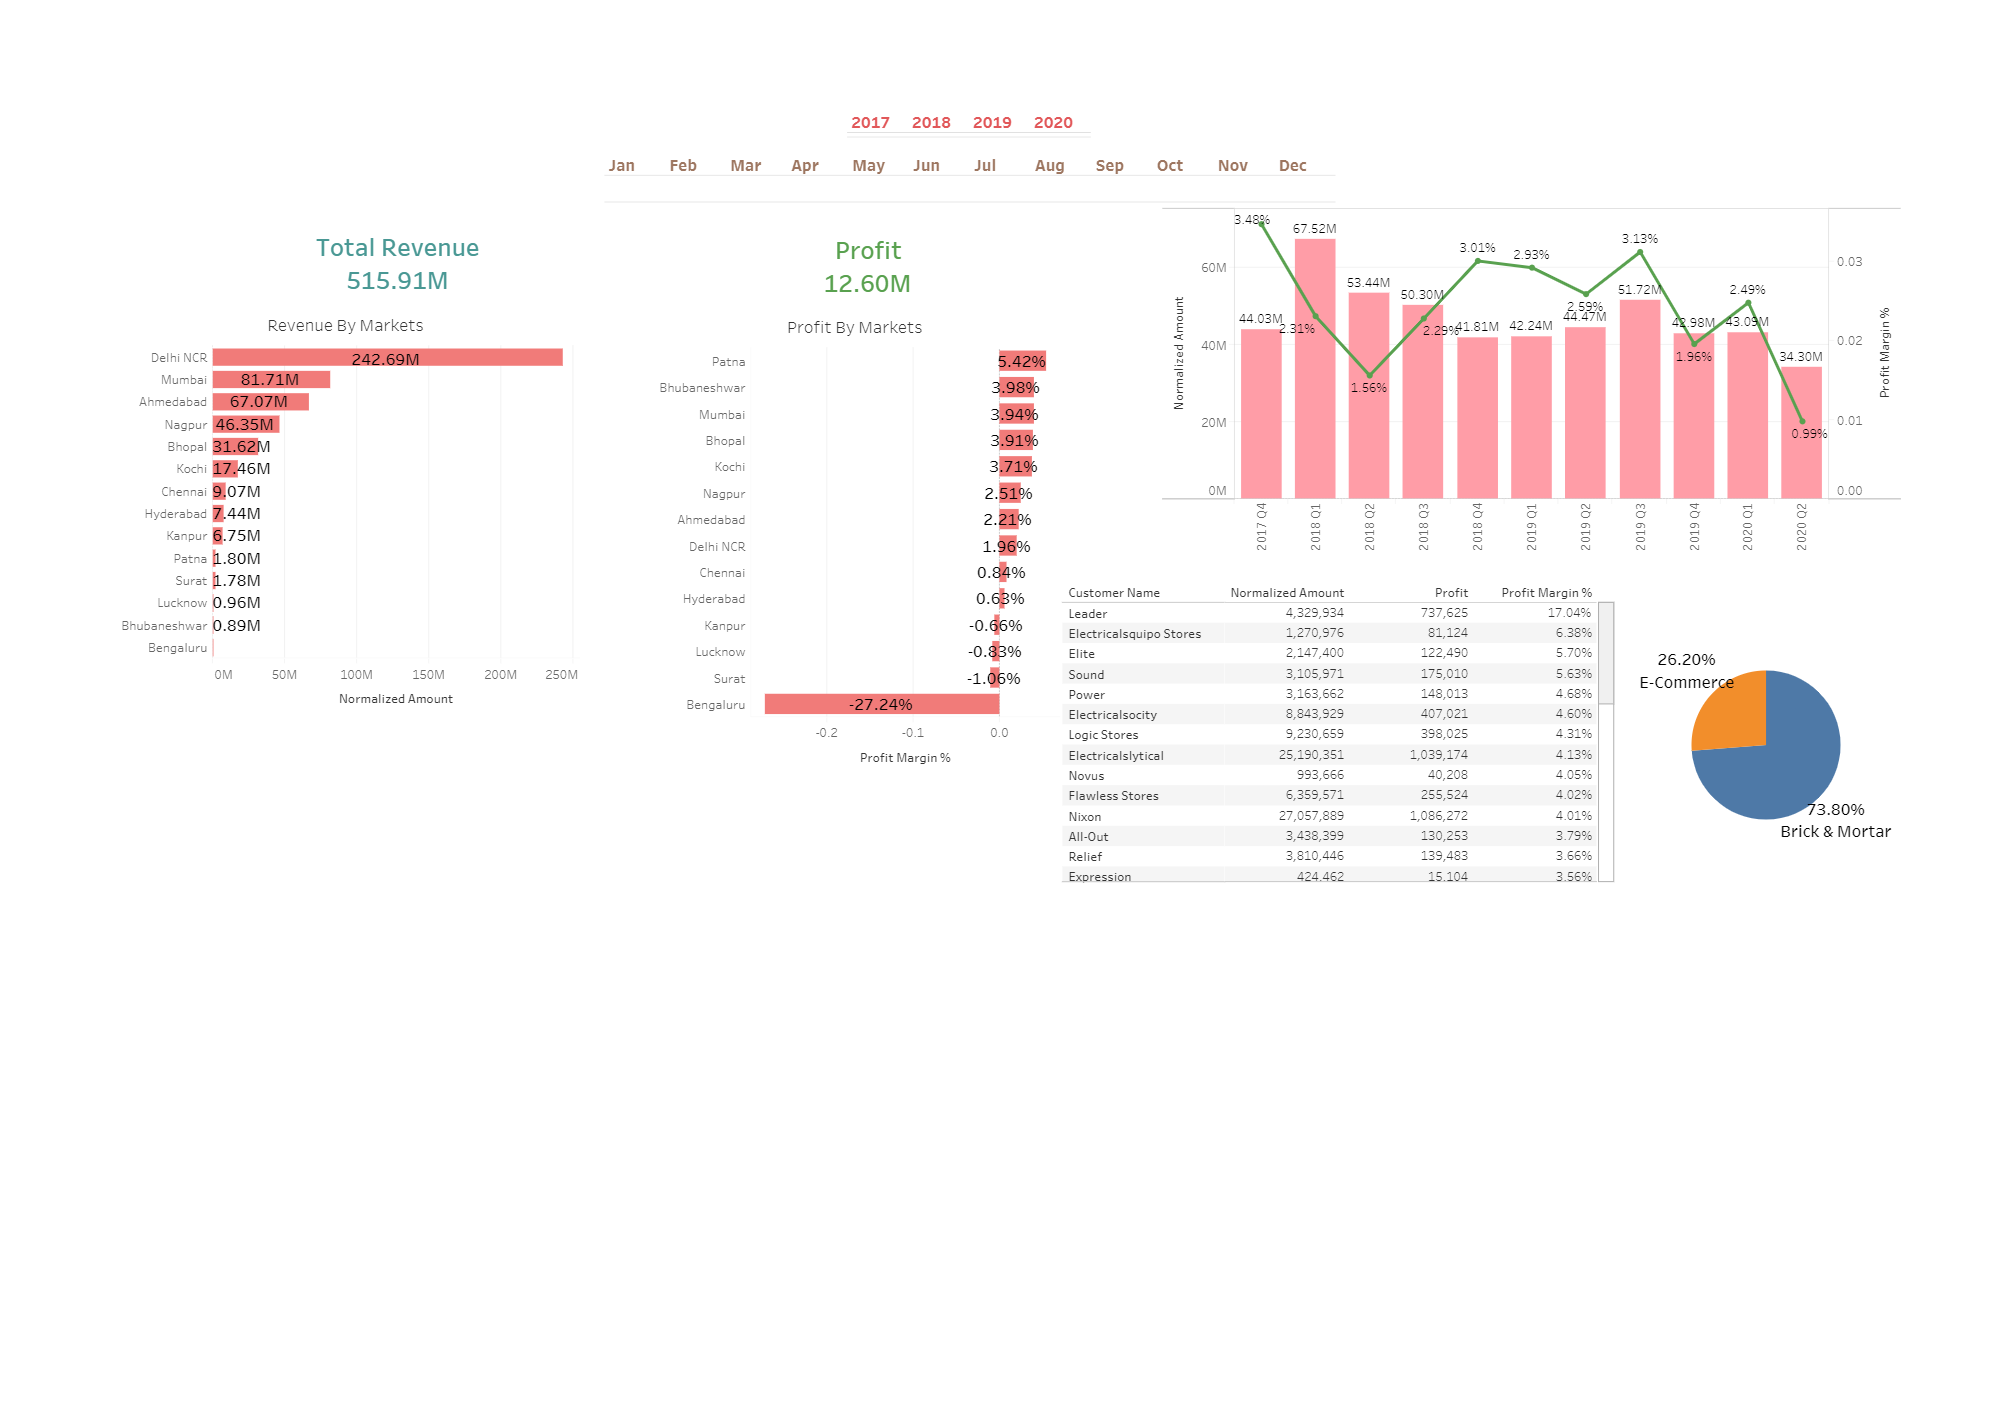 2017 2018 2019 2020
Jan Feb Mar Apr May Jun Jul Aug Sep Oct Nov Dec
Total Revenue
515.91M
Revenue By Markets
Delhi NCR 242.69M
Mumbai 81.71M
Ahmedabad 67.07M
Nagpur 46.35M
Bhopal 31.62M
Kochi 17.46M
Chennai 9.07M
Hyderabad 7.44M
Kanpur 6.75M
Patna 1.80M
Surat 1.78M
Lucknow 0.96M
Bhubaneshwar 0.89M
Bengaluru
0M 50M 100M 150M 200M 250M
Normalized Amount
Profit
12.60M
Profit By Markets
Patna 5.42%
Bhubaneshwar 3.98%
Mumbai 3.94%
Bhopal 3.91%
Kochi 3.71%
Nagpur 2.51%
Ahmedabad 2.21%
Delhi NCR 1.96%
Chennai 0.84%
Hyderabad 0.63%
Kanpur -0.66%
Lucknow -0.83%
Surat -1.06%
Bengaluru -27.24%
-0.2 -0.1 0.0
Profit Margin %
Normalized Amount
60M
40M
20M
0M
3.48% 2.31% 1.56% 2.29% 3.01% 2.93% 2.59% 3.13% 1.96% 2.49% 0.99%
44.03M 67.52M 53.44M 50.30M 41.81M 42.24M 44.47M 51.72M 42.98M 43.09M 34.30M
0.03
0.02
0.01
0.00
Profit Margin %
2017 Q4 2018 Q1 2018 Q2 2018 Q3 2018 Q4 2019 Q1 2019 Q2 2019 Q3 2019 Q4 2020 Q1 2020 Q2
Customer Name Normalized Amount Profit Profit Margin %
Leader 4,329,934 737,625 17.04%
Electricalsquipo Stores 1,270,976 81,124 6.38%
Elite 2,147,400 122,490 5.70%
Sound 3,105,971 175,010 5.63%
Power 3,163,662 148,013 4.68%
Electricalsocity 8,843,929 407,021 4.60%
Logic Stores 9,230,659 398,025 4.31%
Electricalslytical 25,190,351 1,039,174 4.13%
Novus 993,666 40,208 4.05%
Flawless Stores 6,359,571 255,524 4.02%
Nixon 27,057,889 1,086,272 4.01%
All-Out 3,438,399 130,253 3.79%
Relief 3,810,446 139,483 3.66%
Expression 424,462 15,104 3.56%
26.20%
E-Commerce
73.80%
Brick & Mortar